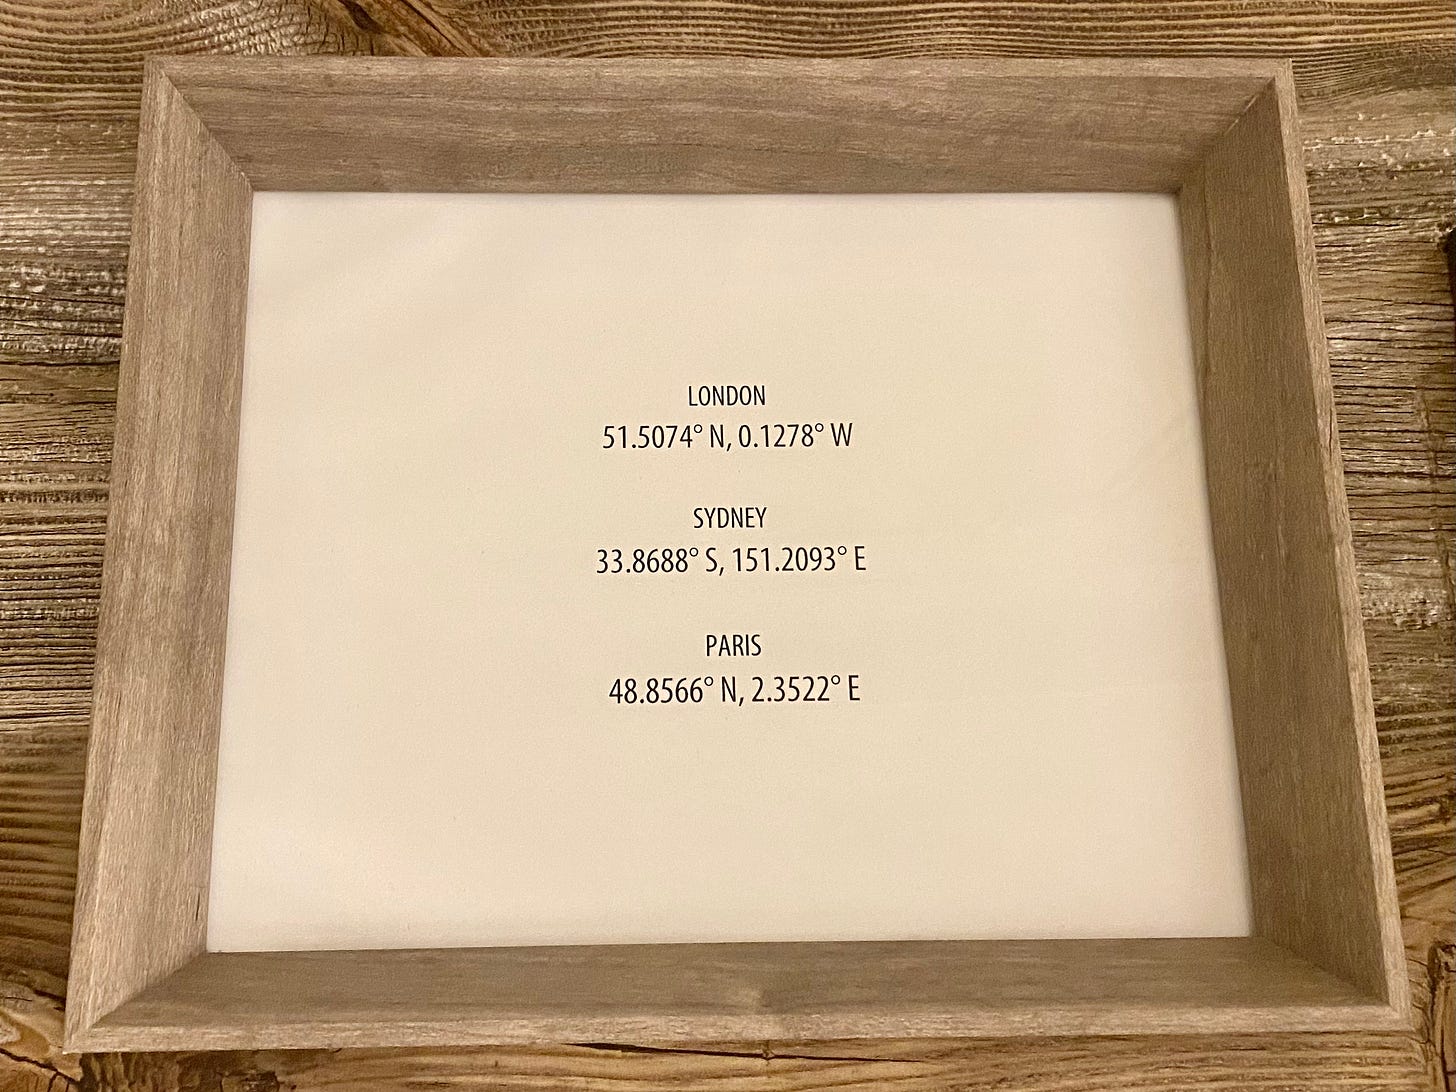 LONDON
51.5074° N, 0.1278° W
SYDNEY
33.8688° S, 151.2093° E
PARIS
48.8566° N, 2.3522° E